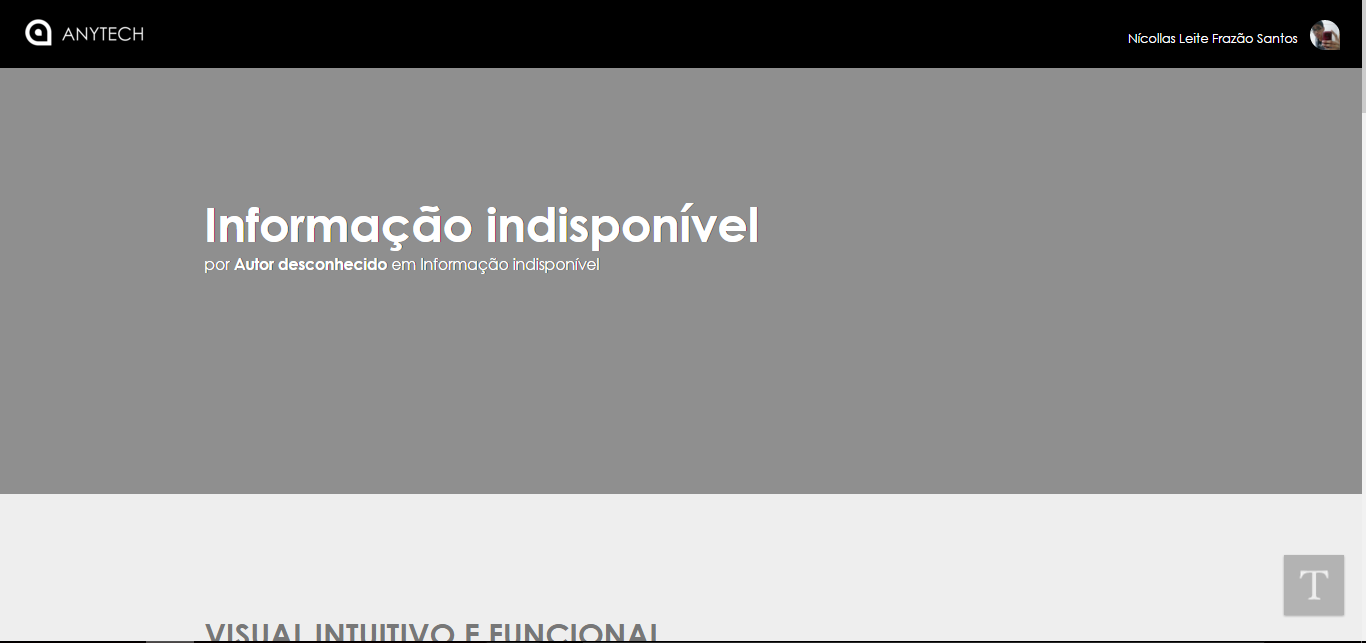 ANYTECH
Nícollas Leite Frazão Santos
Informação indisponível
por Autor desconhecido em Informação indisponível
T
VISUAL INTUITIVO E FUNCIONAL